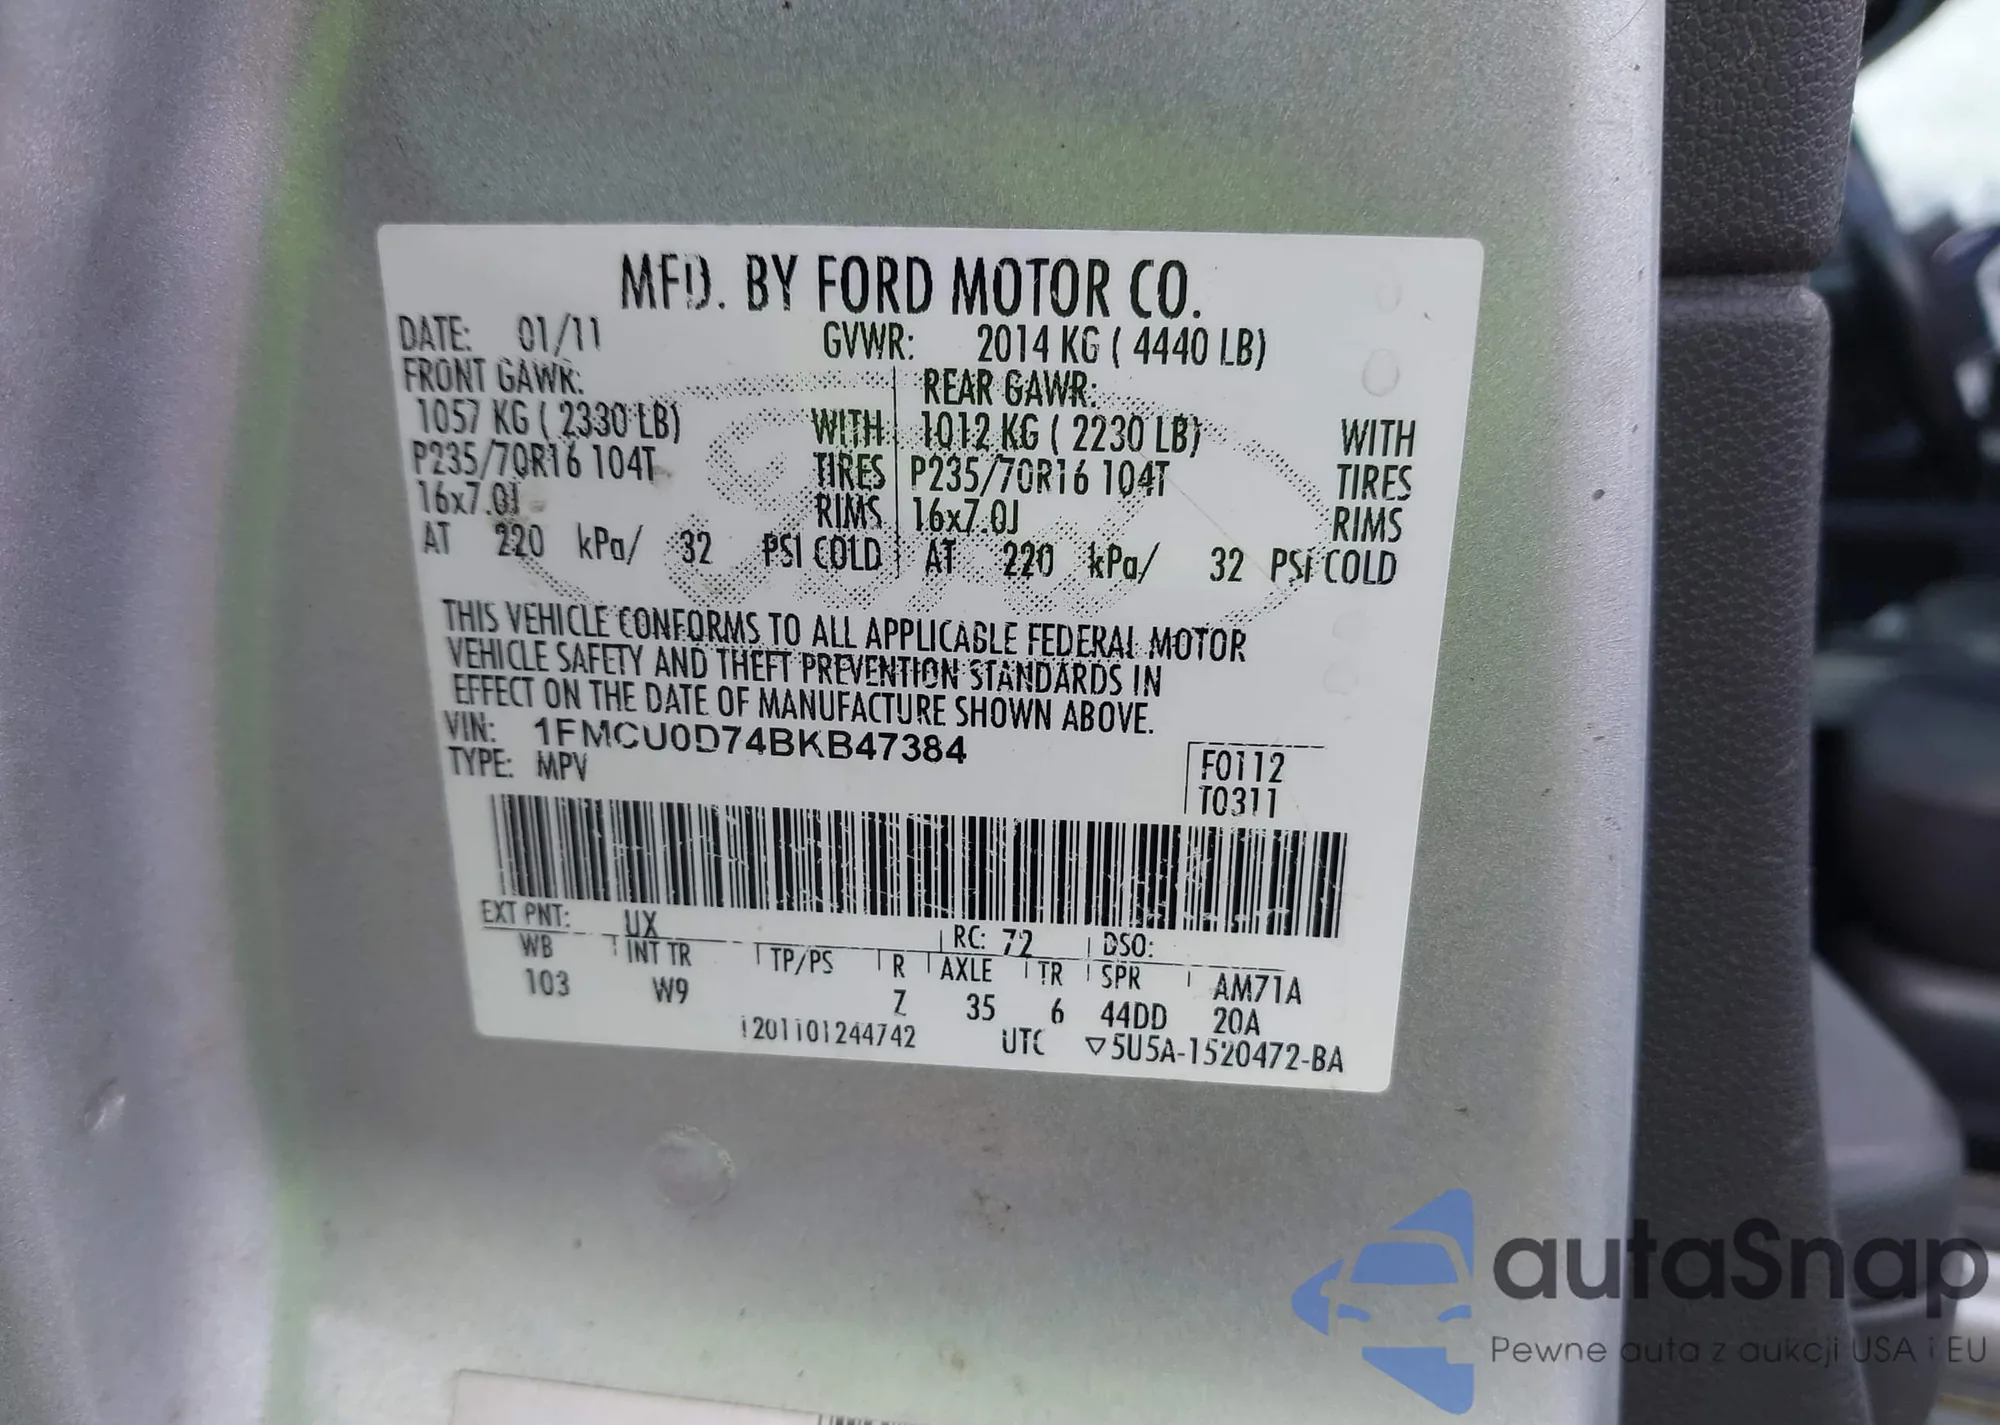 MFD. BY FORD MOTOR CO.
DATE: 01/11 GVWR: 2014 KG ( 4440 LB)
FRONT GAWR: REAR GAWR:
1057 KG ( 2330 LB) WITH 1012 KG ( 2230 LB) WITH
P235/70R16 104T TIRES P235/70R16 104T TIRES
16x7.0J RIMS 16x7.0J RIMS
AT 220 kPa/ 32 PSI COLD AT 220 kPa/ 32 PSI COLD
THIS VEHICLE CONFORMS TO ALL APPLICABLE FEDERAL MOTOR
VEHICLE SAFETY AND THEFT PREVENTION STANDARDS IN
EFFECT ON THE DATE OF MANUFACTURE SHOWN ABOVE.
VIN: 1FMCU0D74BKB47384
TYPE: MPV
F0112
T0311
EXT PNT: UX RC: 72 DSO:
WB INT TR TP/PS R AXLE TR SPR AM71A
103 W9 Z 35 6 44DD 20A
201101244742 UTC ▽5U5A-1520472-BA
autaSnap
Pewne auta z aukcji USA i EU